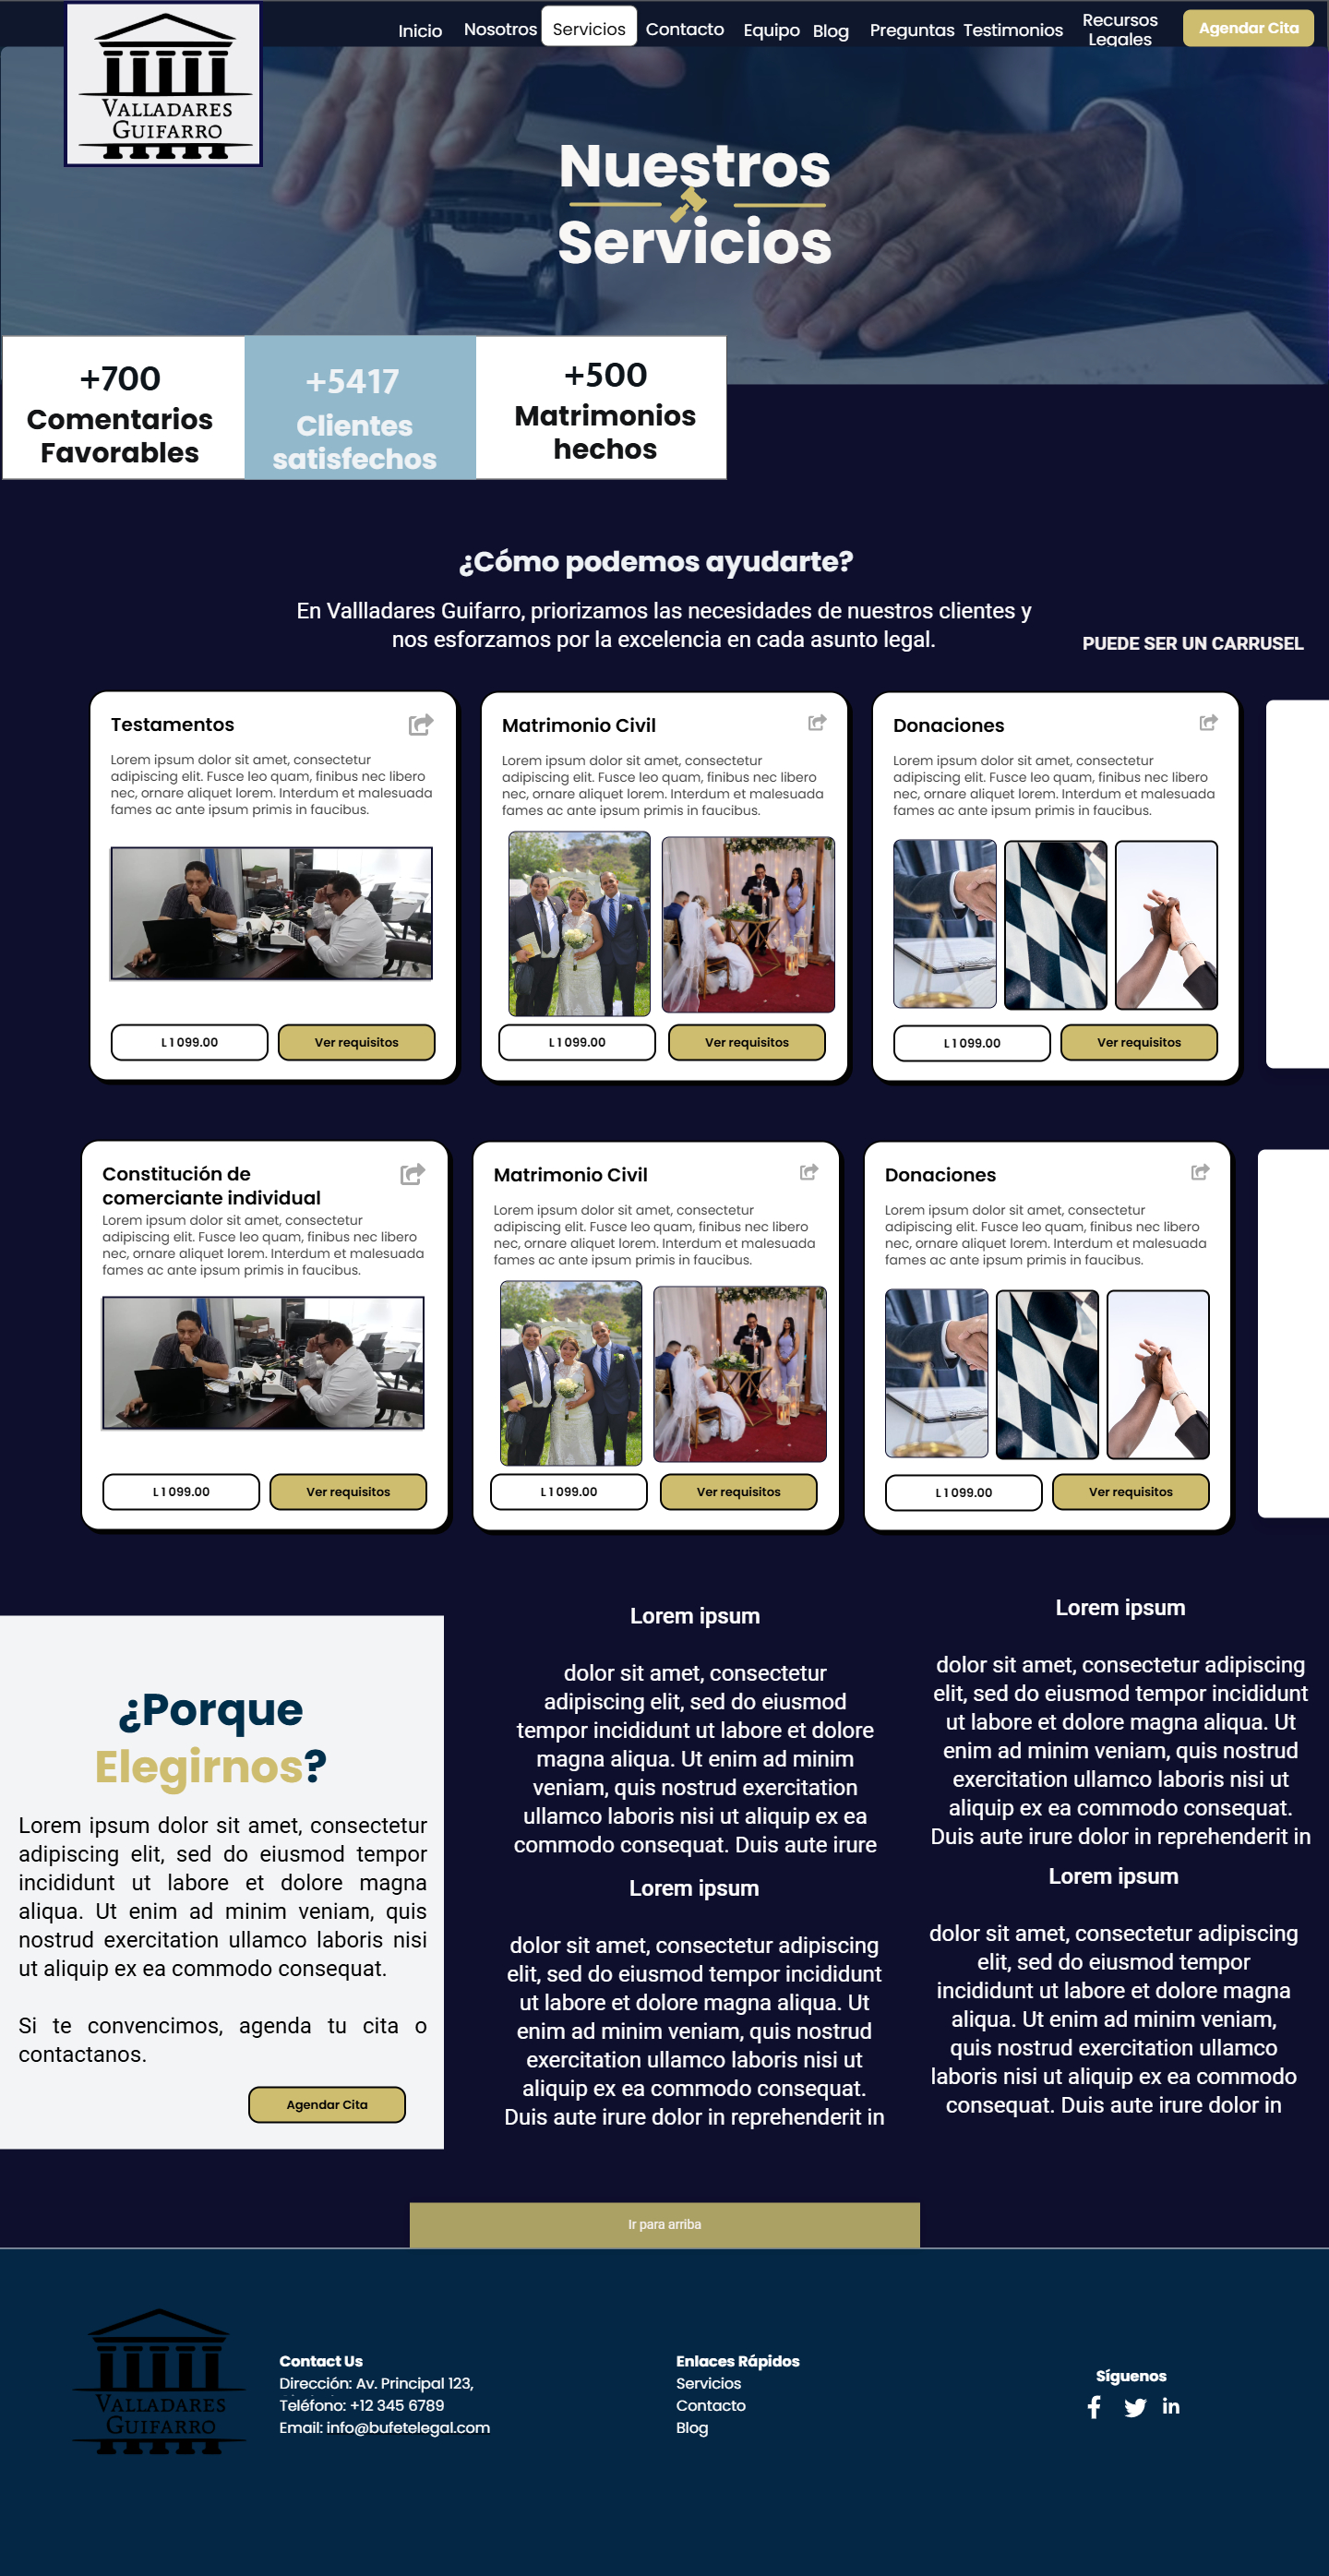 Inicio
Nosotros
Servicios
Contacto
Equipo
Blog
Preguntas
Testimonios
Recursos
Legales
Agendar Cita
VALLADARES
GUIFARRO
Nuestros
Servicios
+700
Comentarios
Favorables
+5417
Clientes
satisfechos
+500
Matrimonios
hechos
¿Cómo podemos ayudarte?
En Vallladares Guifarro, priorizamos las necesidades de nuestros clientes y
nos esforzamos por la excelencia en cada asunto legal.
PUEDE SER UN CARRUSEL
Testamentos
Lorem ipsum dolor sit amet, consectetur
adipiscing elit. Fusce leo quam, finibus nec libero
nec, ornare aliquet lorem. Interdum et malesuada
fames ac ante ipsum primis in faucibus.
L 1 099.00
Ver requisitos
Matrimonio Civil
Lorem ipsum dolor sit amet, consectetur
adipiscing elit. Fusce leo quam, finibus nec libero
nec, ornare aliquet lorem. Interdum et malesuada
fames ac ante ipsum primis in faucibus.
L 1 099.00
Ver requisitos
Donaciones
Lorem ipsum dolor sit amet, consectetur
adipiscing elit. Fusce leo quam, finibus nec libero
nec, ornare aliquet lorem. Interdum et malesuada
fames ac ante ipsum primis in faucibus.
L 1 099.00
Ver requisitos
Constitución de
comerciante individual
Lorem ipsum dolor sit amet, consectetur
adipiscing elit. Fusce leo quam, finibus nec libero
nec, ornare aliquet lorem. Interdum et malesuada
fames ac ante ipsum primis in faucibus.
L 1 099.00
Ver requisitos
Matrimonio Civil
Lorem ipsum dolor sit amet, consectetur
adipiscing elit. Fusce leo quam, finibus nec libero
nec, ornare aliquet lorem. Interdum et malesuada
fames ac ante ipsum primis in faucibus.
L 1 099.00
Ver requisitos
Donaciones
Lorem ipsum dolor sit amet, consectetur
adipiscing elit. Fusce leo quam, finibus nec libero
nec, ornare aliquet lorem. Interdum et malesuada
fames ac ante ipsum primis in faucibus.
L 1 099.00
Ver requisitos
¿Porque
Elegirnos?
Lorem ipsum dolor sit amet, consectetur
adipiscing elit, sed do eiusmod tempor
incididunt ut labore et dolore magna
aliqua. Ut enim ad minim veniam, quis
nostrud exercitation ullamco laboris nisi
ut aliquip ex ea commodo consequat.
Si te convencimos, agenda tu cita o
contactanos.
Agendar Cita
Lorem ipsum
dolor sit amet, consectetur
adipiscing elit, sed do eiusmod
tempor incididunt ut labore et dolore
magna aliqua. Ut enim ad minim
veniam, quis nostrud exercitation
ullamco laboris nisi ut aliquip ex ea
commodo consequat. Duis aute irure
Lorem ipsum
dolor sit amet, consectetur adipiscing
elit, sed do eiusmod tempor incididunt
ut labore et dolore magna aliqua. Ut
enim ad minim veniam, quis nostrud
exercitation ullamco laboris nisi ut
aliquip ex ea commodo consequat.
Duis aute irure dolor in reprehenderit in
Lorem ipsum
dolor sit amet, consectetur adipiscing
elit, sed do eiusmod tempor incididunt
ut labore et dolore magna aliqua. Ut
enim ad minim veniam, quis nostrud
exercitation ullamco laboris nisi ut
aliquip ex ea commodo consequat.
Duis aute irure dolor in reprehenderit in
Lorem ipsum
dolor sit amet, consectetur adipiscing
elit, sed do eiusmod tempor
incididunt ut labore et dolore magna
aliqua. Ut enim ad minim veniam,
quis nostrud exercitation ullamco
laboris nisi ut aliquip ex ea commodo
consequat. Duis aute irure dolor in
Ir para arriba
VALLADARES
GUIFARRO
Contact Us
Dirección: Av. Principal 123,
Teléfono: +12 345 6789
Email: info@bufetelegal.com
Enlaces Rápidos
Servicios
Contacto
Blog
Síguenos